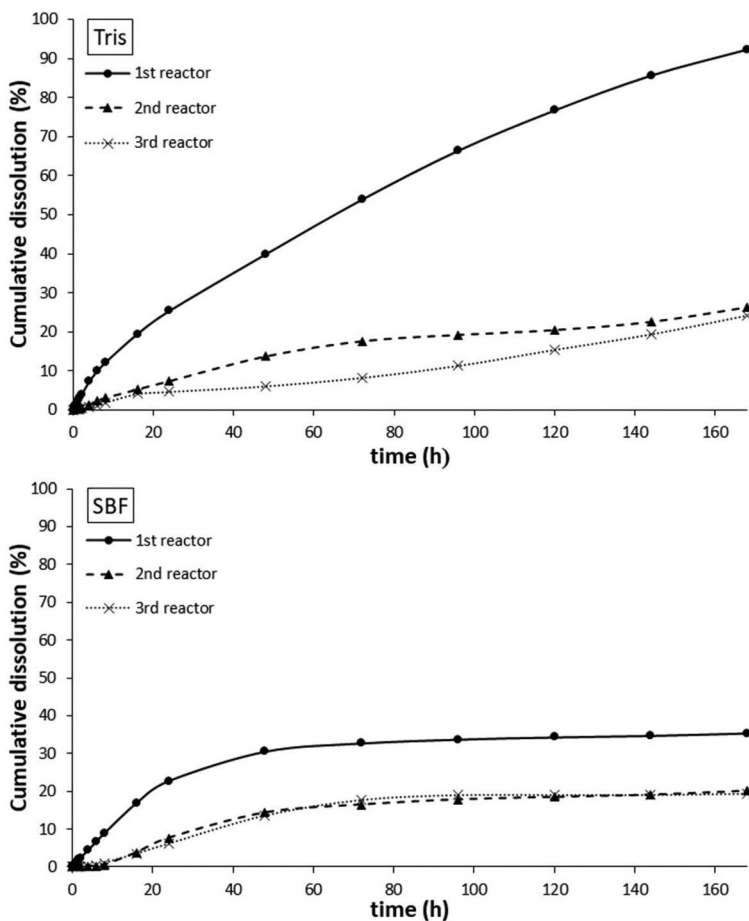 Tris
1st reactor
2nd reactor
3rd reactor
Cumulative dissolution (%)
100
90
80
70
60
50
40
30
20
10
0
0 20 40 60 80 100 120 140 160
time (h)
SBF
1st reactor
2nd reactor
3rd reactor
Cumulative dissolution (%)
100
90
80
70
60
50
40
30
20
10
0
0 20 40 60 80 100 120 140 160
time (h)